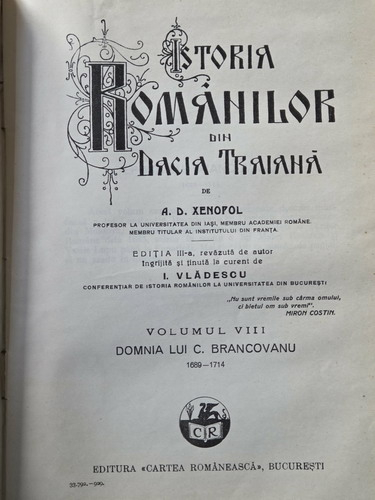 ISTORIA
ROMÂNILOR
DIN
DACIA TRAIANĂ
DE
A. D. XENOPOL
PROFESOR LA UNIVERSITATEA DIN IAȘI, MEMBRU ACADEMIEI ROMÂNE.
MEMBRU TITULAR AL INSTITUTULUI DIN FRANȚA.
EDIȚIA III-a, revăzută de autor
îngrijită și ținută la curent de
I. VLĂDESCU
CONFERENȚIAR DE ISTORIA ROMÂNILOR LA UNIVERSITATEA DIN BUCUREȘTI
„Nu sunt vremile sub cârma omului,
ci bietul om sub vremi".
MIRON COSTIN.
VOLUMUL VIII
DOMNIA LUI C. BRANCOVANU
1689—1714
C R
EDITURA «CARTEA ROMÂNEASCĂ», BUCUREȘTI
32-790.—909.